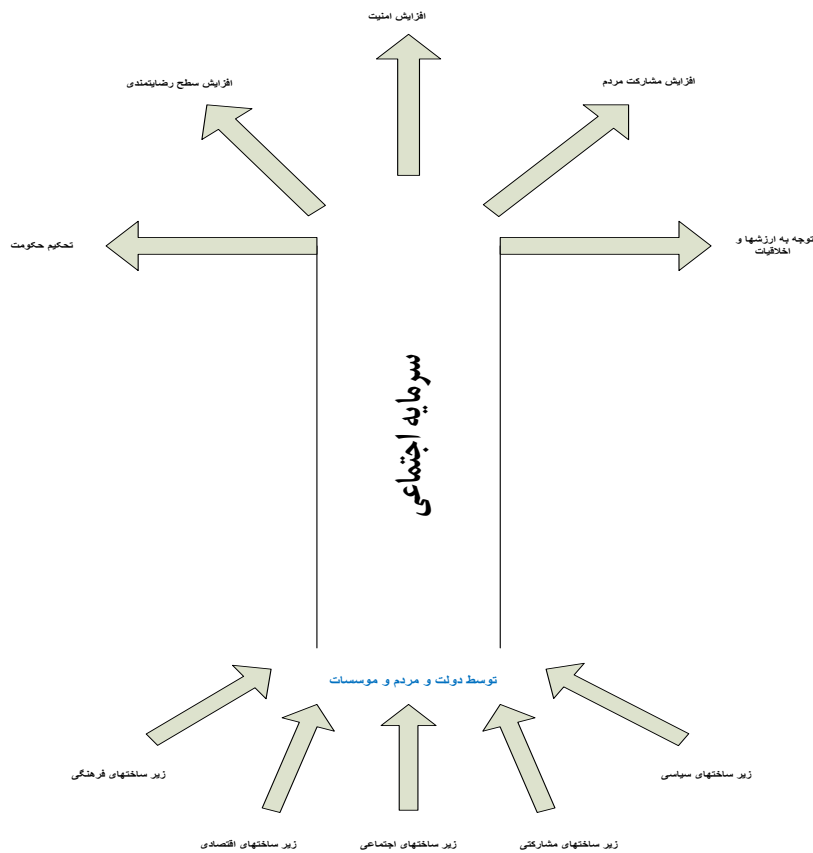 افزایش امنیت
افزایش مشارکت مردم
افزایش سطح رضایتمندی
توجه به ارزشها و
اخلاقیات
تحکیم حکومت
سرمایه اجتماعی
توسط دولت و مردم و موسسات
زیر ساختهای سیاسی
زیر ساختهای فرهنگی
زیر ساختهای مشارکتی
زیر ساختهای اجتماعی
زیر ساختهای اقتصادی